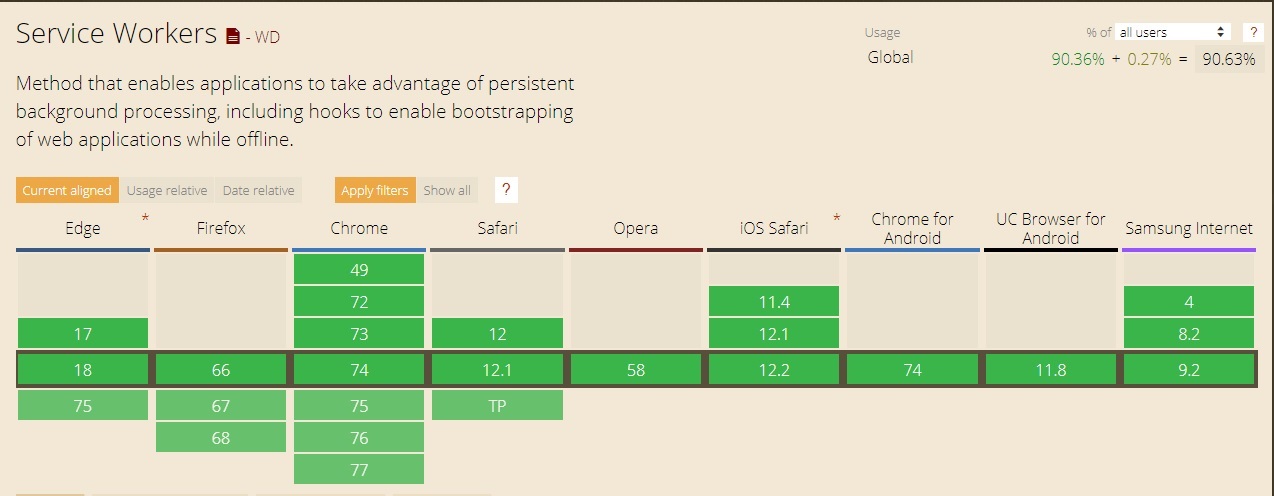 Service Workers - WD
Usage % of all users ?
Global 90.36% + 0.27% = 90.63%
Method that enables applications to take advantage of persistent
background processing, including hooks to enable bootstrapping
of web applications while offline.
Current aligned Usage relative Date relative Apply filters Show all ?
Edge * Firefox Chrome Safari Opera iOS Safari * Chrome for Android UC Browser for Android Samsung Internet
49
72 11.4 4
17 73 12 12.1 8.2
18 66 74 12.1 58 12.2 74 11.8 9.2
75 67 75 TP
68 76
77